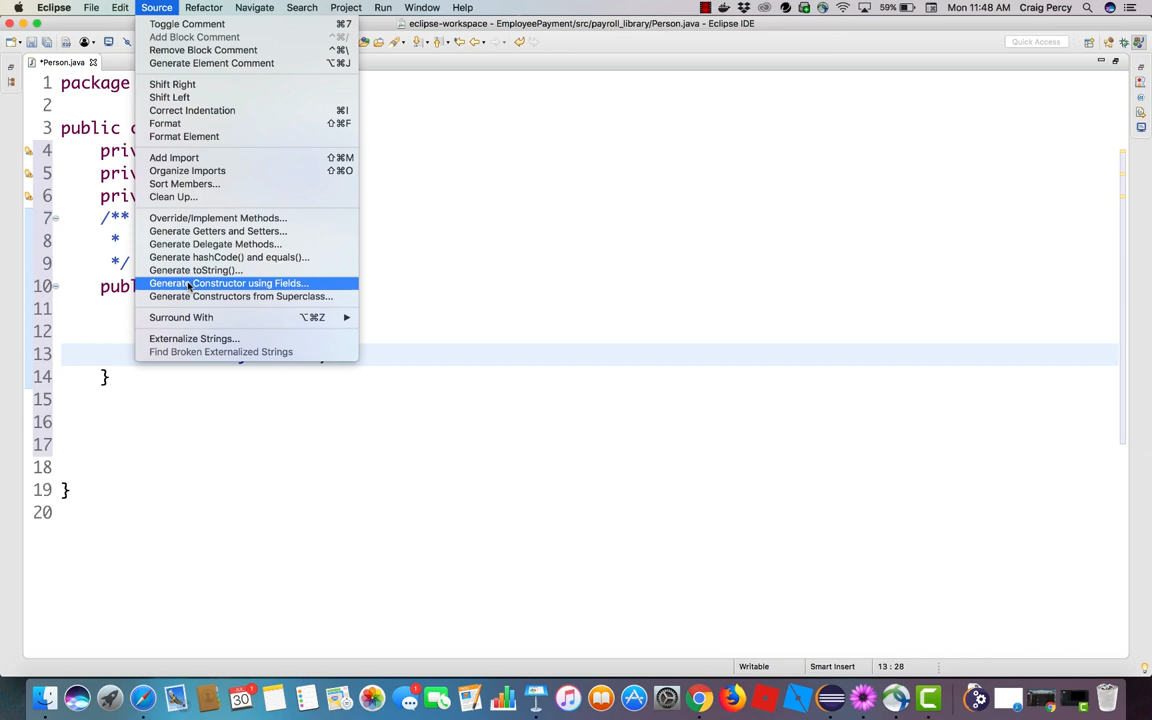 Eclipse File Edit Source Refactor Navigate Search Project Run Window Help 59% Mon 11:48 AM Craig Percy
eclipse-workspace - EmployeePayment/src/payroll_library/Person.java - Eclipse IDE
Quick Access
*Person.java
Toggle Comment ⌘7
Add Block Comment ^⌘/
Remove Block Comment ^⌘\
Generate Element Comment ⌥⌘J
Shift Right
Shift Left
Correct Indentation ⌘I
Format ⇧⌘F
Format Element
Add Import ⇧⌘M
Organize Imports ⇧⌘O
Sort Members...
Clean Up...
Override/Implement Methods...
Generate Getters and Setters...
Generate Delegate Methods...
Generate hashCode() and equals()...
Generate toString()...
Generate Constructor using Fields...
Generate Constructors from Superclass...
Surround With ⌥⌘Z
Externalize Strings...
Find Broken Externalized Strings
1 package
2
3 public
4 pri
5 pri
6 pri
7 /**
8 *
9 */
10 pub
11
12
13
14 }
15
16
17
18
19 }
20
Writable Smart Insert 13 : 28
30
1